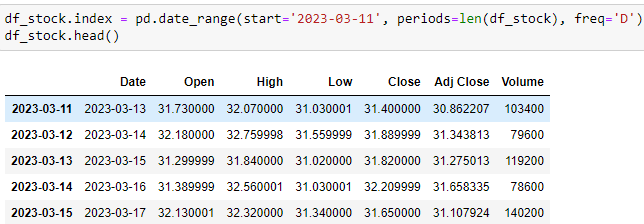 df_stock.index = pd.date_range(start='2023-03-11', periods=len(df_stock), freq='D')
df_stock.head()
Date Open High Low Close Adj Close Volume
2023-03-11 2023-03-13 31.730000 32.070000 31.030001 31.400000 30.862207 103400
2023-03-12 2023-03-14 32.180000 32.759998 31.559999 31.889999 31.343813 79600
2023-03-13 2023-03-15 31.299999 31.840000 31.020000 31.820000 31.275013 119200
2023-03-14 2023-03-16 31.389999 32.560001 31.030001 32.209999 31.658335 78600
2023-03-15 2023-03-17 32.130001 32.320000 31.340000 31.650000 31.107924 140200